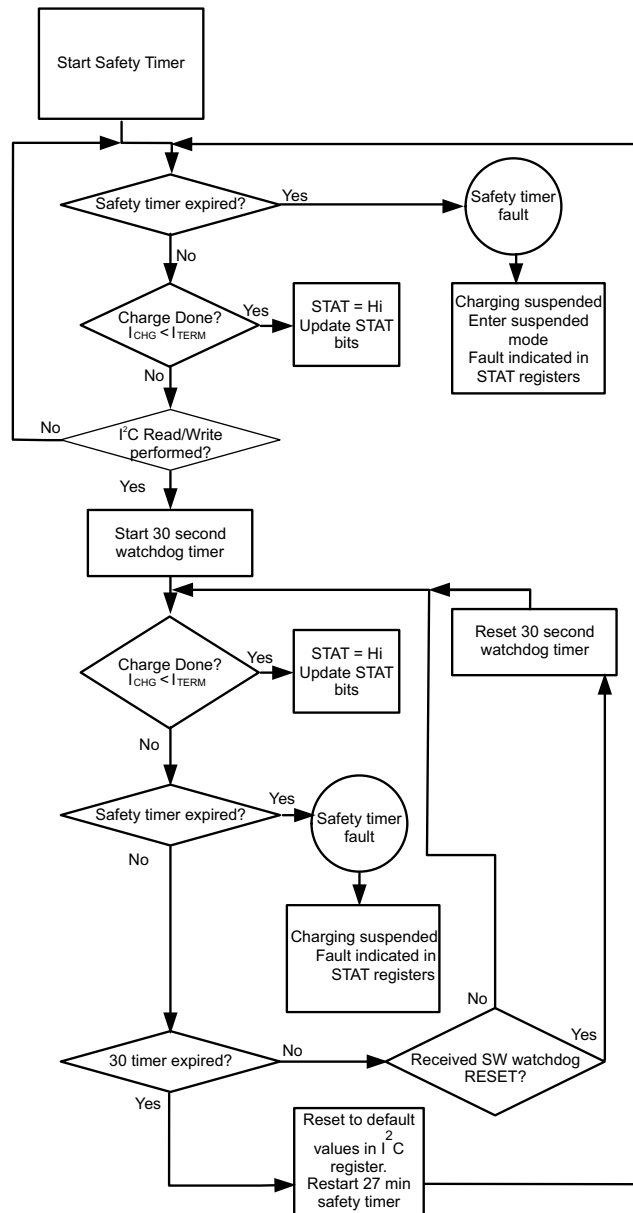 Start Safety Timer
Safety timer expired?
Yes
Safety timer
fault
No
Charge Done?
ICHG < ITERM
Yes
STAT = Hi
Update STAT
bits
Charging suspended
Enter suspended
mode
Fault indicated in
STAT registers
No
No
I²C Read/Write
performed?
Yes
Start 30 second
watchdog timer
Reset 30 second
watchdog timer
Charge Done?
ICHG < ITERM
Yes
STAT = Hi
Update STAT
bits
No
Safety timer expired?
Yes
Safety timer
fault
No
Charging suspended
Fault indicated in
STAT registers
No
Yes
30 timer expired?
No
Received SW watchdog
RESET?
Yes
Reset to default
values in I²C
register.
Restart 27 min
safety timer